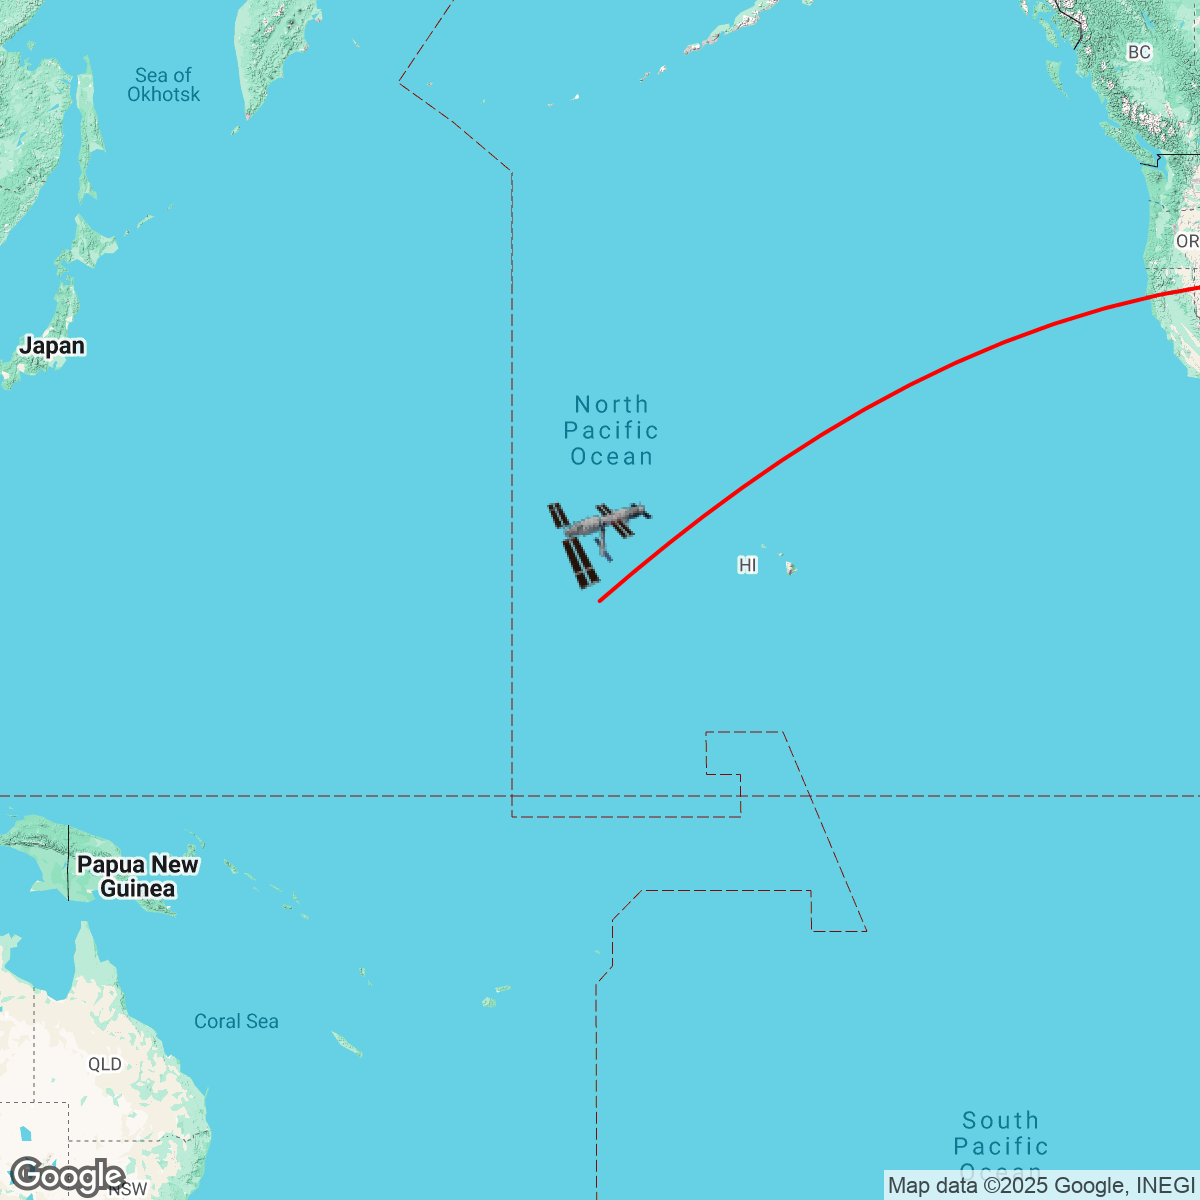 BC
Sea of
Okhotsk
OR
Japan
North
Pacific
Ocean
HI
Papua New
Guinea
Coral Sea
QLD
South
Pacific
Ocean
Google
NSW
Map data ©2025 Google, INEGI